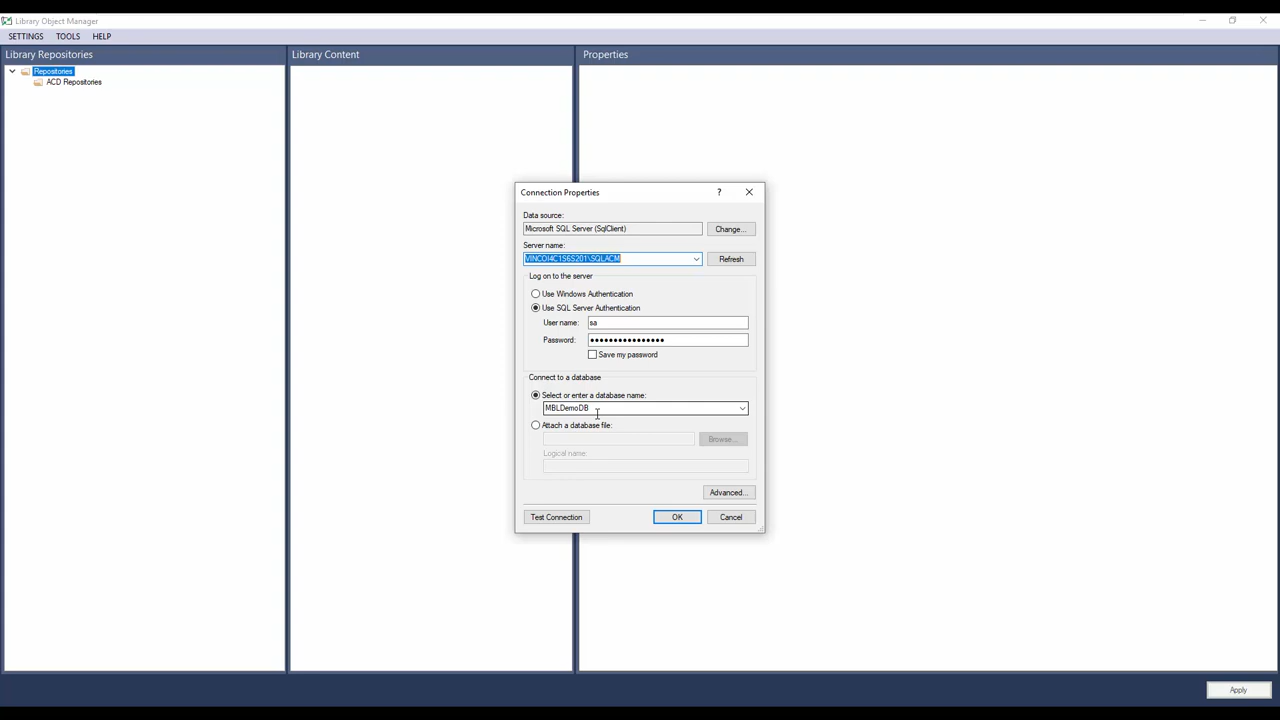 Library Object Manager
SETTINGS TOOLS HELP
Library Repositories
Library Content
Properties
Repositories
ACD Repositories
Connection Properties
?
Data source:
Microsoft SQL Server (SqlClient)
Change...
Server name:
VINCOI4C1S6S201\SQLACM
Refresh
Log on to the server
Use Windows Authentication
Use SQL Server Authentication
User name:
sa
Password:
••••••••••••••••
Save my password
Connect to a database
Select or enter a database name:
MBLDemoDB
Attach a database file:
Browse...
Logical name:
Advanced...
Test Connection
OK
Cancel
Apply